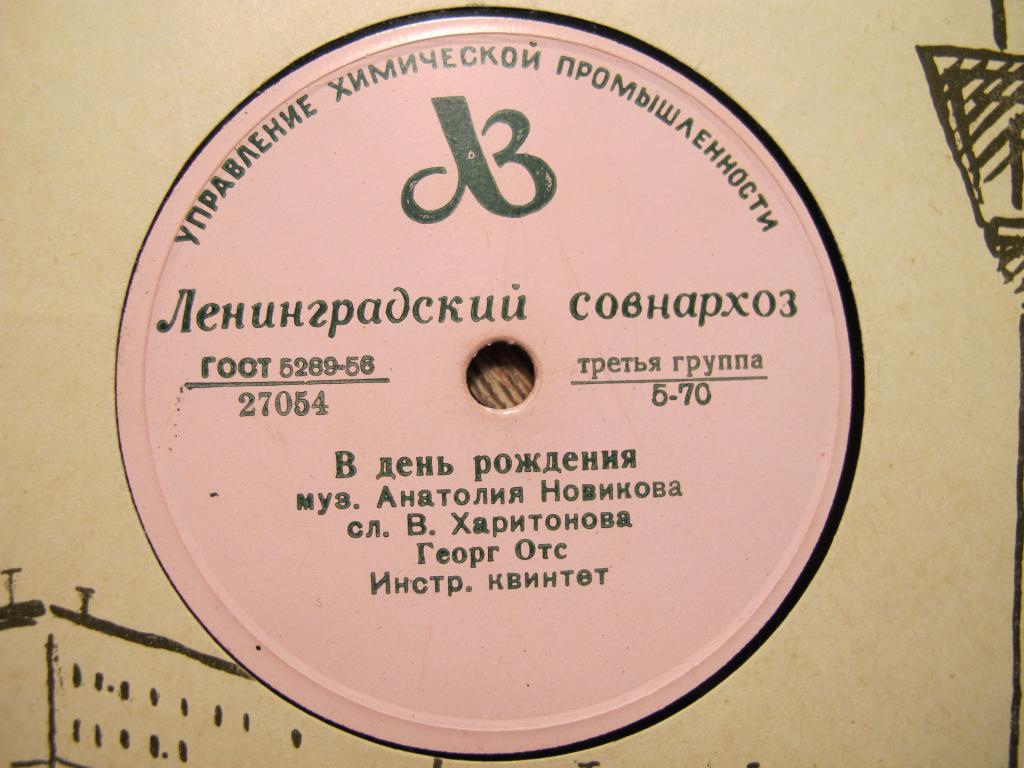 УПРАВЛЕНИЕ ХИМИЧЕСКОЙ ПРОМЫШЛЕННОСТИ
ЛЗ
Ленинградский совнархоз
ГОСТ 5289-56
27054
третья группа
5-70
В день рождения
муз. Анатолия Новикова
сл. В. Харитонова
Георг Отс
Инстр. квинтет